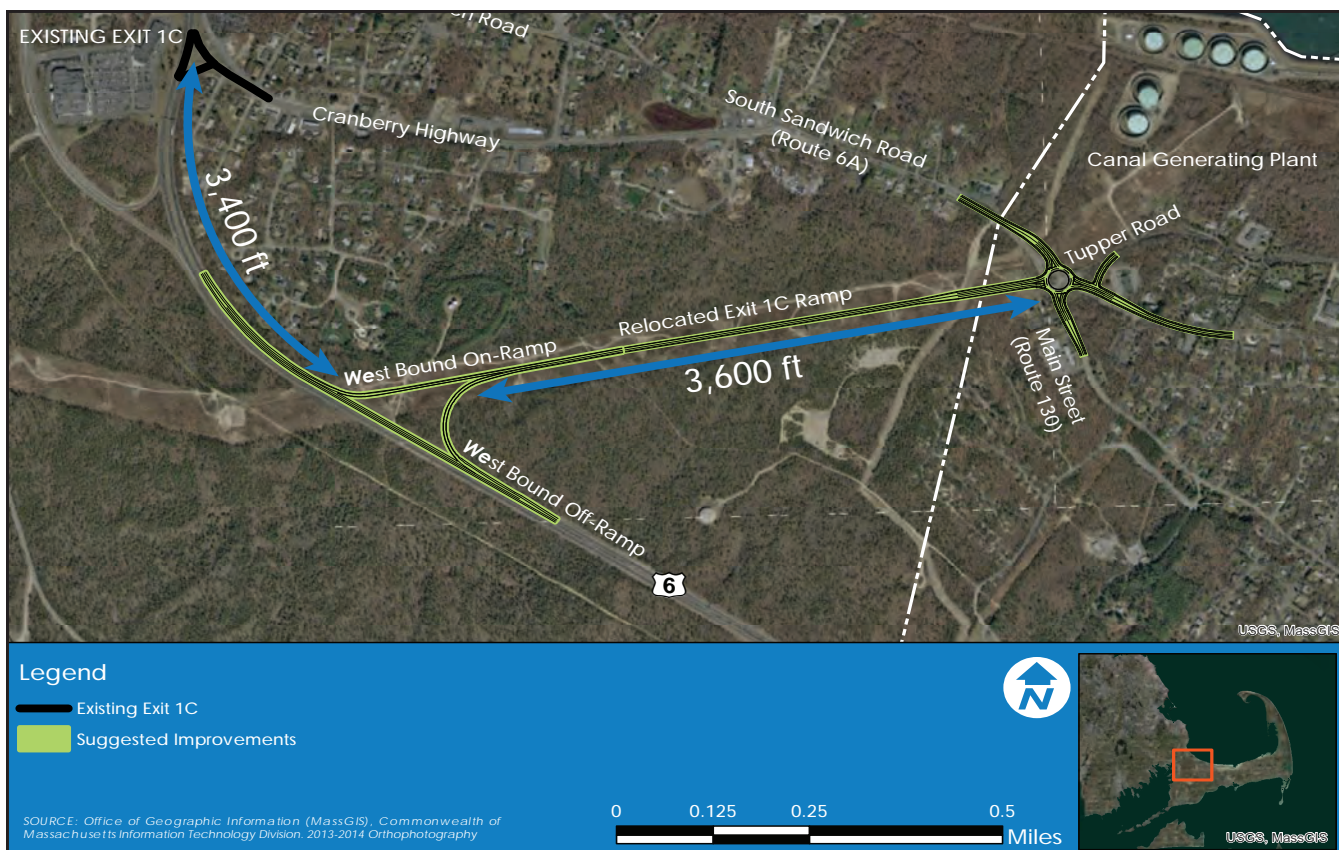 EXISTING EXIT 1C
Road
Cranberry Highway
South Sandwich Road
(Route 6A)
Canal Generating Plant
Tupper Road
3,400 ft
Relocated Exit 1C Ramp
West Bound On-Ramp
3,600 ft
Main Street
(Route 130)
West Bound Off-Ramp
6
USGS, MassGIS
Legend
Existing Exit 1C
Suggested Improvements
N
SOURCE: Office of Geographic Information (MassGIS), Commonwealth of
Massachusetts Information Technology Division. 2013-2014 Orthophotography
0 0.125 0.25 0.5
Miles
USGS, MassGIS